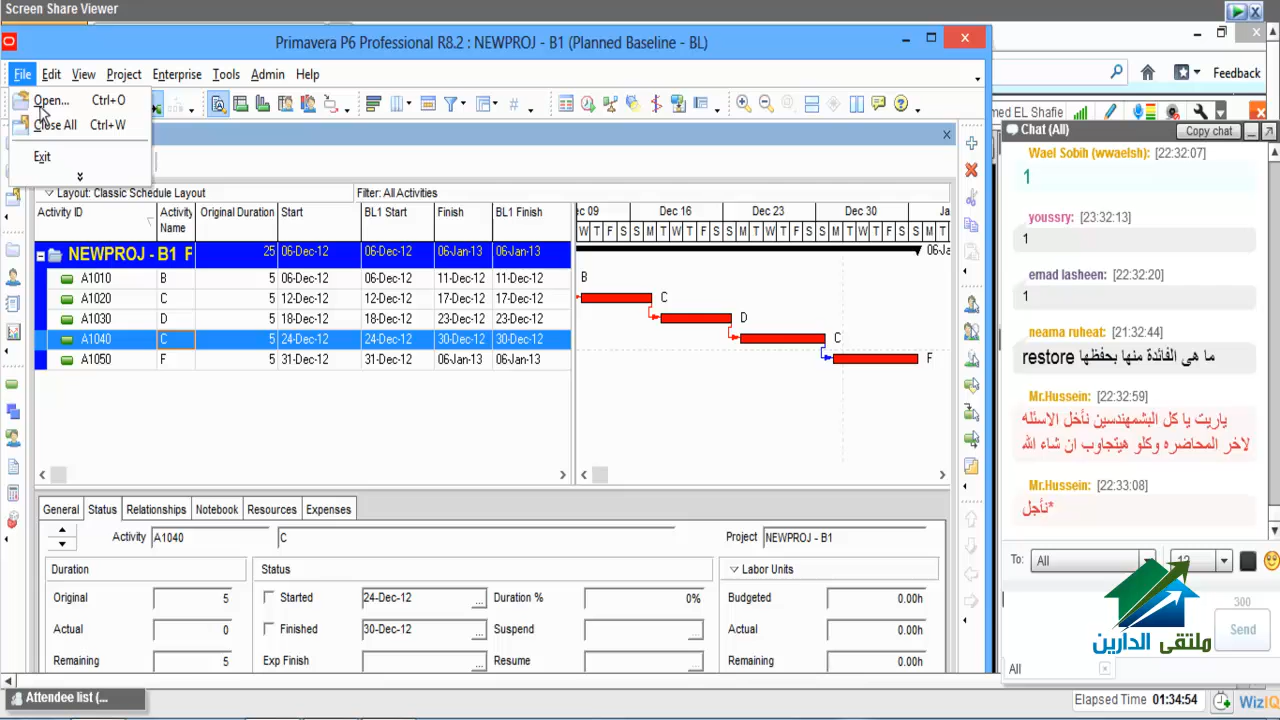 Screen Share Viewer
Primavera P6 Professional R8.2 : NEWPROJ - B1 (Planned Baseline - BL)
File Edit View Project Enterprise Tools Admin Help
Feedback
Open... Ctrl+O
Close All Ctrl+W
Exit
med EL Shafie
Chat (All)
Copy chat
Layout: Classic Schedule Layout
Filter: All Activities
Activity ID
Activity Name
Original Duration
Start
BL1 Start
Finish
BL1 Finish
ec 09
Dec 16
Dec 23
Dec 30
Ja
W T F S S M T W T F S S M T W T F S S M T W T F S S M T W
NEWPROJ - B1 F 25 06-Dec-12 06-Dec-12 06-Jan-13 06-Jan-13
06-Ja
A1010 B 5 06-Dec-12 06-Dec-12 11-Dec-12 11-Dec-12
B
A1020 C 5 12-Dec-12 12-Dec-12 17-Dec-12 17-Dec-12
C
A1030 D 5 18-Dec-12 18-Dec-12 23-Dec-12 23-Dec-12
D
A1040 C 5 24-Dec-12 24-Dec-12 30-Dec-12 30-Dec-12
C
A1050 F 5 31-Dec-12 31-Dec-12 06-Jan-13 06-Jan-13
F
General Status Relationships Notebook Resources Expenses
Activity A1040 C
Project NEWPROJ - B1
Duration
Status
Labor Units
Original 5
Started 24-Dec-12
Duration % 0%
Budgeted 0.00h
Actual 0
Finished 30-Dec-12
Suspend
Actual 0.00h
Remaining 5
Exp Finish
Resume
Remaining 0.00h
Wael Sobih (wwaelsh): [22:32:07]
1
youssry: [23:32:13]
1
emad lasheen: [22:32:20]
1
neama ruheat: [21:32:44]
ما هى الفائدة منها بحفظها restore
Mr.Hussein: [22:32:59]
ياريت يا كل البشمهندسين نأخل الاسئله
لاخر المحاضره وكلو هيتجاوب ان شاء الله
Mr.Hussein: [22:33:08]
*نأجل
To: All
12
300
Send
ملتقى الدارين
All
Attendee list (...
Elapsed Time 01:34:54
WizIQ